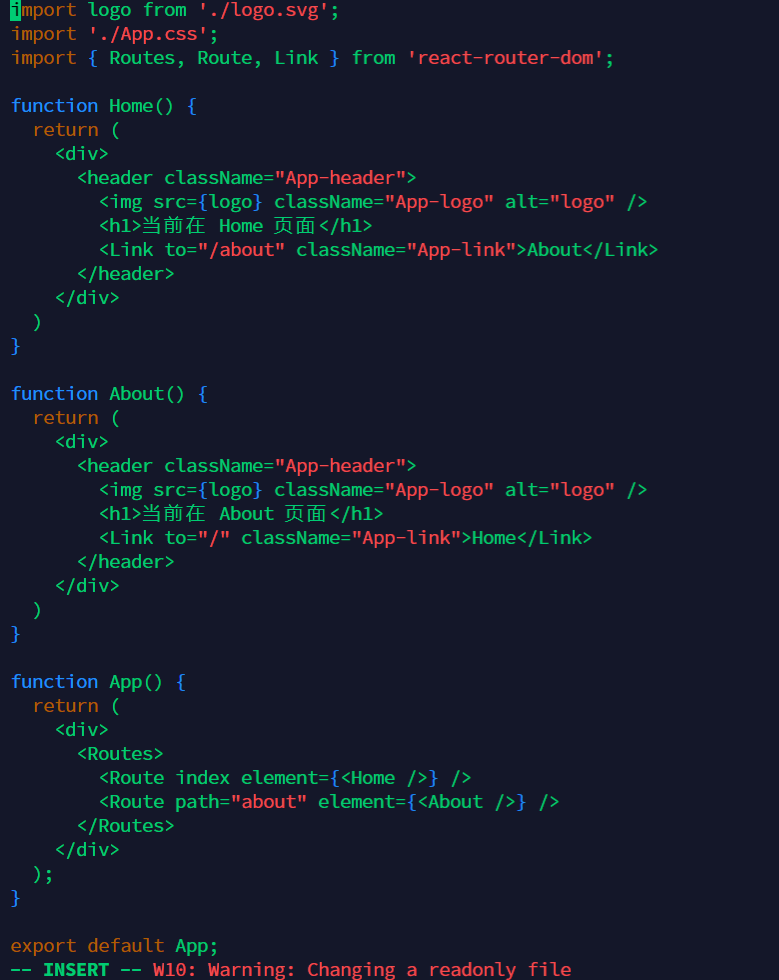 import logo from './logo.svg';
import './App.css';
import { Routes, Route, Link } from 'react-router-dom';

function Home() {
  return (
    <div>
      <header className="App-header">
        <img src={logo} className="App-logo" alt="logo" />
        <h1>当前在 Home 页面</h1>
        <Link to="/about" className="App-link">About</Link>
      </header>
    </div>
  )
}

function About() {
  return (
    <div>
      <header className="App-header">
        <img src={logo} className="App-logo" alt="logo" />
        <h1>当前在 About 页面</h1>
        <Link to="/" className="App-link">Home</Link>
      </header>
    </div>
  )
}

function App() {
  return (
    <div>
      <Routes>
        <Route index element={<Home />} />
        <Route path="about" element={<About />} />
      </Routes>
    </div>
  );
}

export default App;
-- INSERT -- W10: Warning: Changing a readonly file